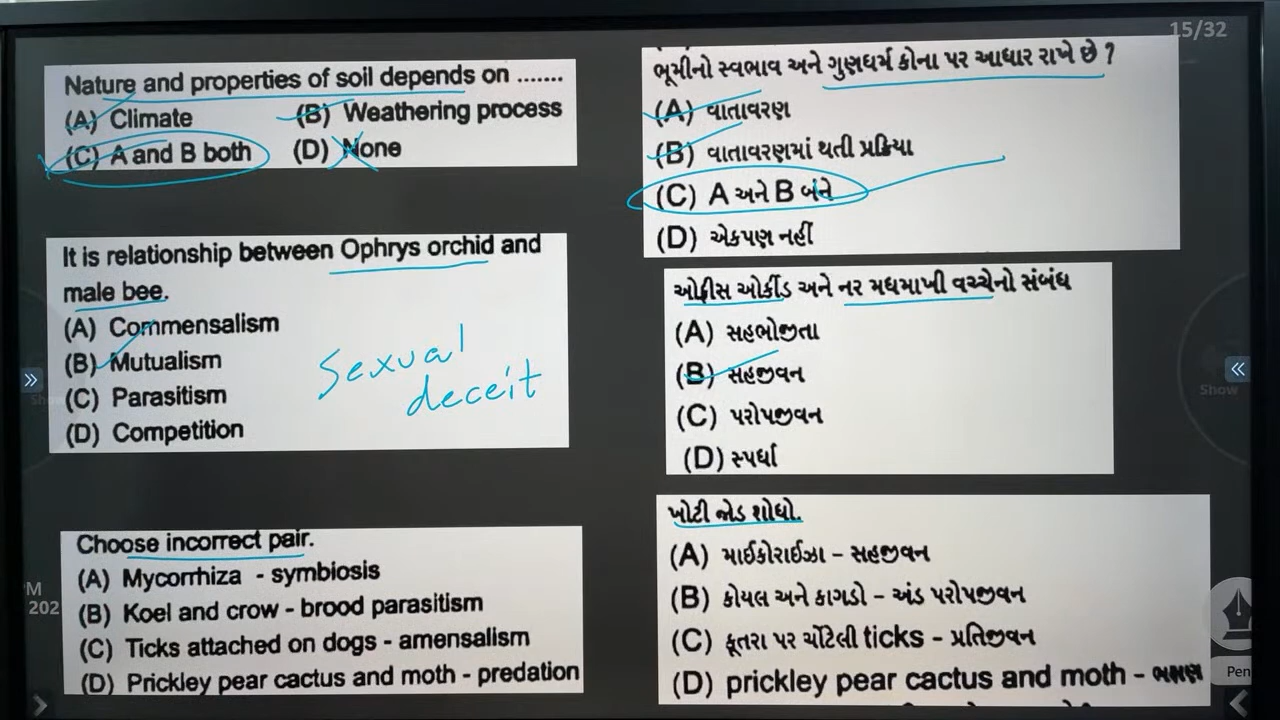 15/32
Nature and properties of soil depends on .......
(A) Climate (B) Weathering process
(C) A and B both (D) None
ભૂમીનો સ્વભાવ અને ગુણધર્મ કોના પર આધાર રાખે છે ?
(A) વાતાવરણ
(B) વાતાવરણમાં થતી પ્રક્રિયા
(C) A અને B બંને
(D) એકપણ નહીં
It is relationship between Ophrys orchid and
male bee.
(A) Commensalism
(B) Mutualism
(C) Parasitism
(D) Competition
Sexual
deceit
ઓફ્રીસ ઓર્કીડ અને નર મધમાખી વચ્ચેનો સંબંધ
(A) સહભોજીતા
(B) સહજીવન
(C) પરોપજીવન
(D) સ્પર્ધા
Show
Choose incorrect pair.
(A) Mycorrhiza - symbiosis
(B) Koel and crow - brood parasitism
(C) Ticks attached on dogs - amensalism
(D) Prickley pear cactus and moth - predation
ખોટી જોડ શોધો.
(A) માઈકોરાઈઝા – સહજીવન
(B) કોયલ અને કાગડો – અંડ પરોપજીવન
(C) કૂતરા પર ચોંટેલી ticks – પ્રતિજીવન
(D) prickley pear cactus and moth - ભક્ષણ
M
202
Pen